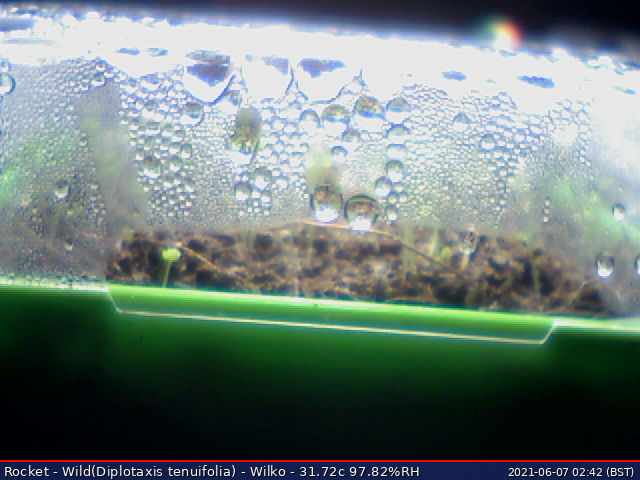 Rocket - Wild(Diplotaxis tenuifolia) - Wilko - 31.72c 97.82%RH 2021-06-07 02:42 (BST)